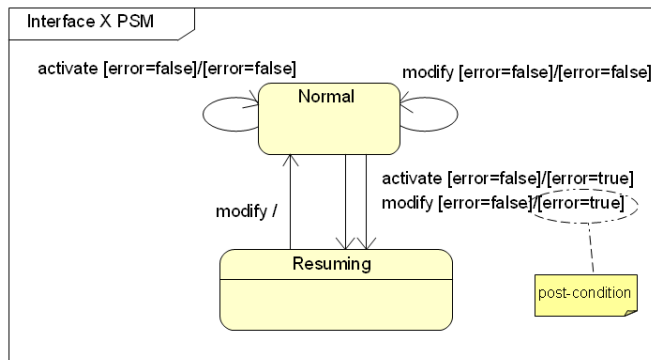 Interface X PSM
activate [error=false]/[error=false]
modify [error=false]/[error=false]
Normal
activate [error=false]/[error=true]
modify [error=false]/[error=true]
modify /
Resuming
post-condition